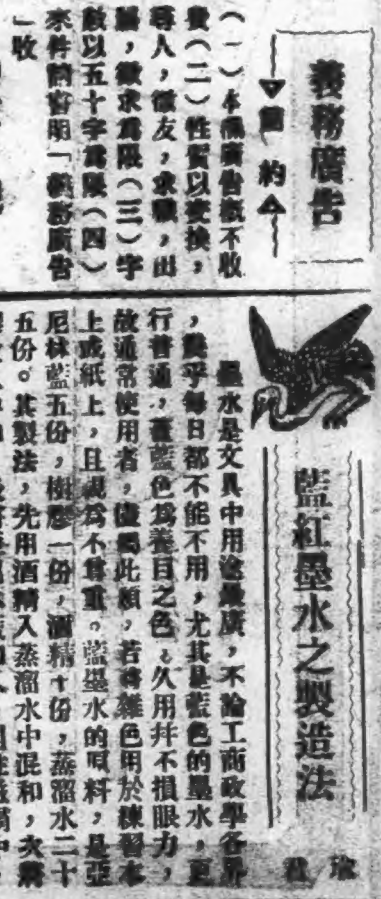 義務廣告
簡約
(一)本欄廣告概不收
費(二)性質以交換,
尋人,徵友,求職,出
讓,徵求爲限(三)字
數以五十字爲限(四)
來件開首明「義務廣告
」收
藍紅墨水之製造法
瑜
墨水是文具中用途最廣,不論工商政學各界
,幾乎每日都不能不用,尤其是藍色的墨水,更
行普通,蓋藍色爲養目之色。久用幷不損眼力,
故通常使用者,僅屬此類,若將雜色用於練習本
上或紙上,且視爲不尊重。藍墨水的原料,是亞
尼林藍五份,樹膠一份,酒精十份,蒸溜水二十
五份。其製法,先用酒精入蒸溜水中混和,次將